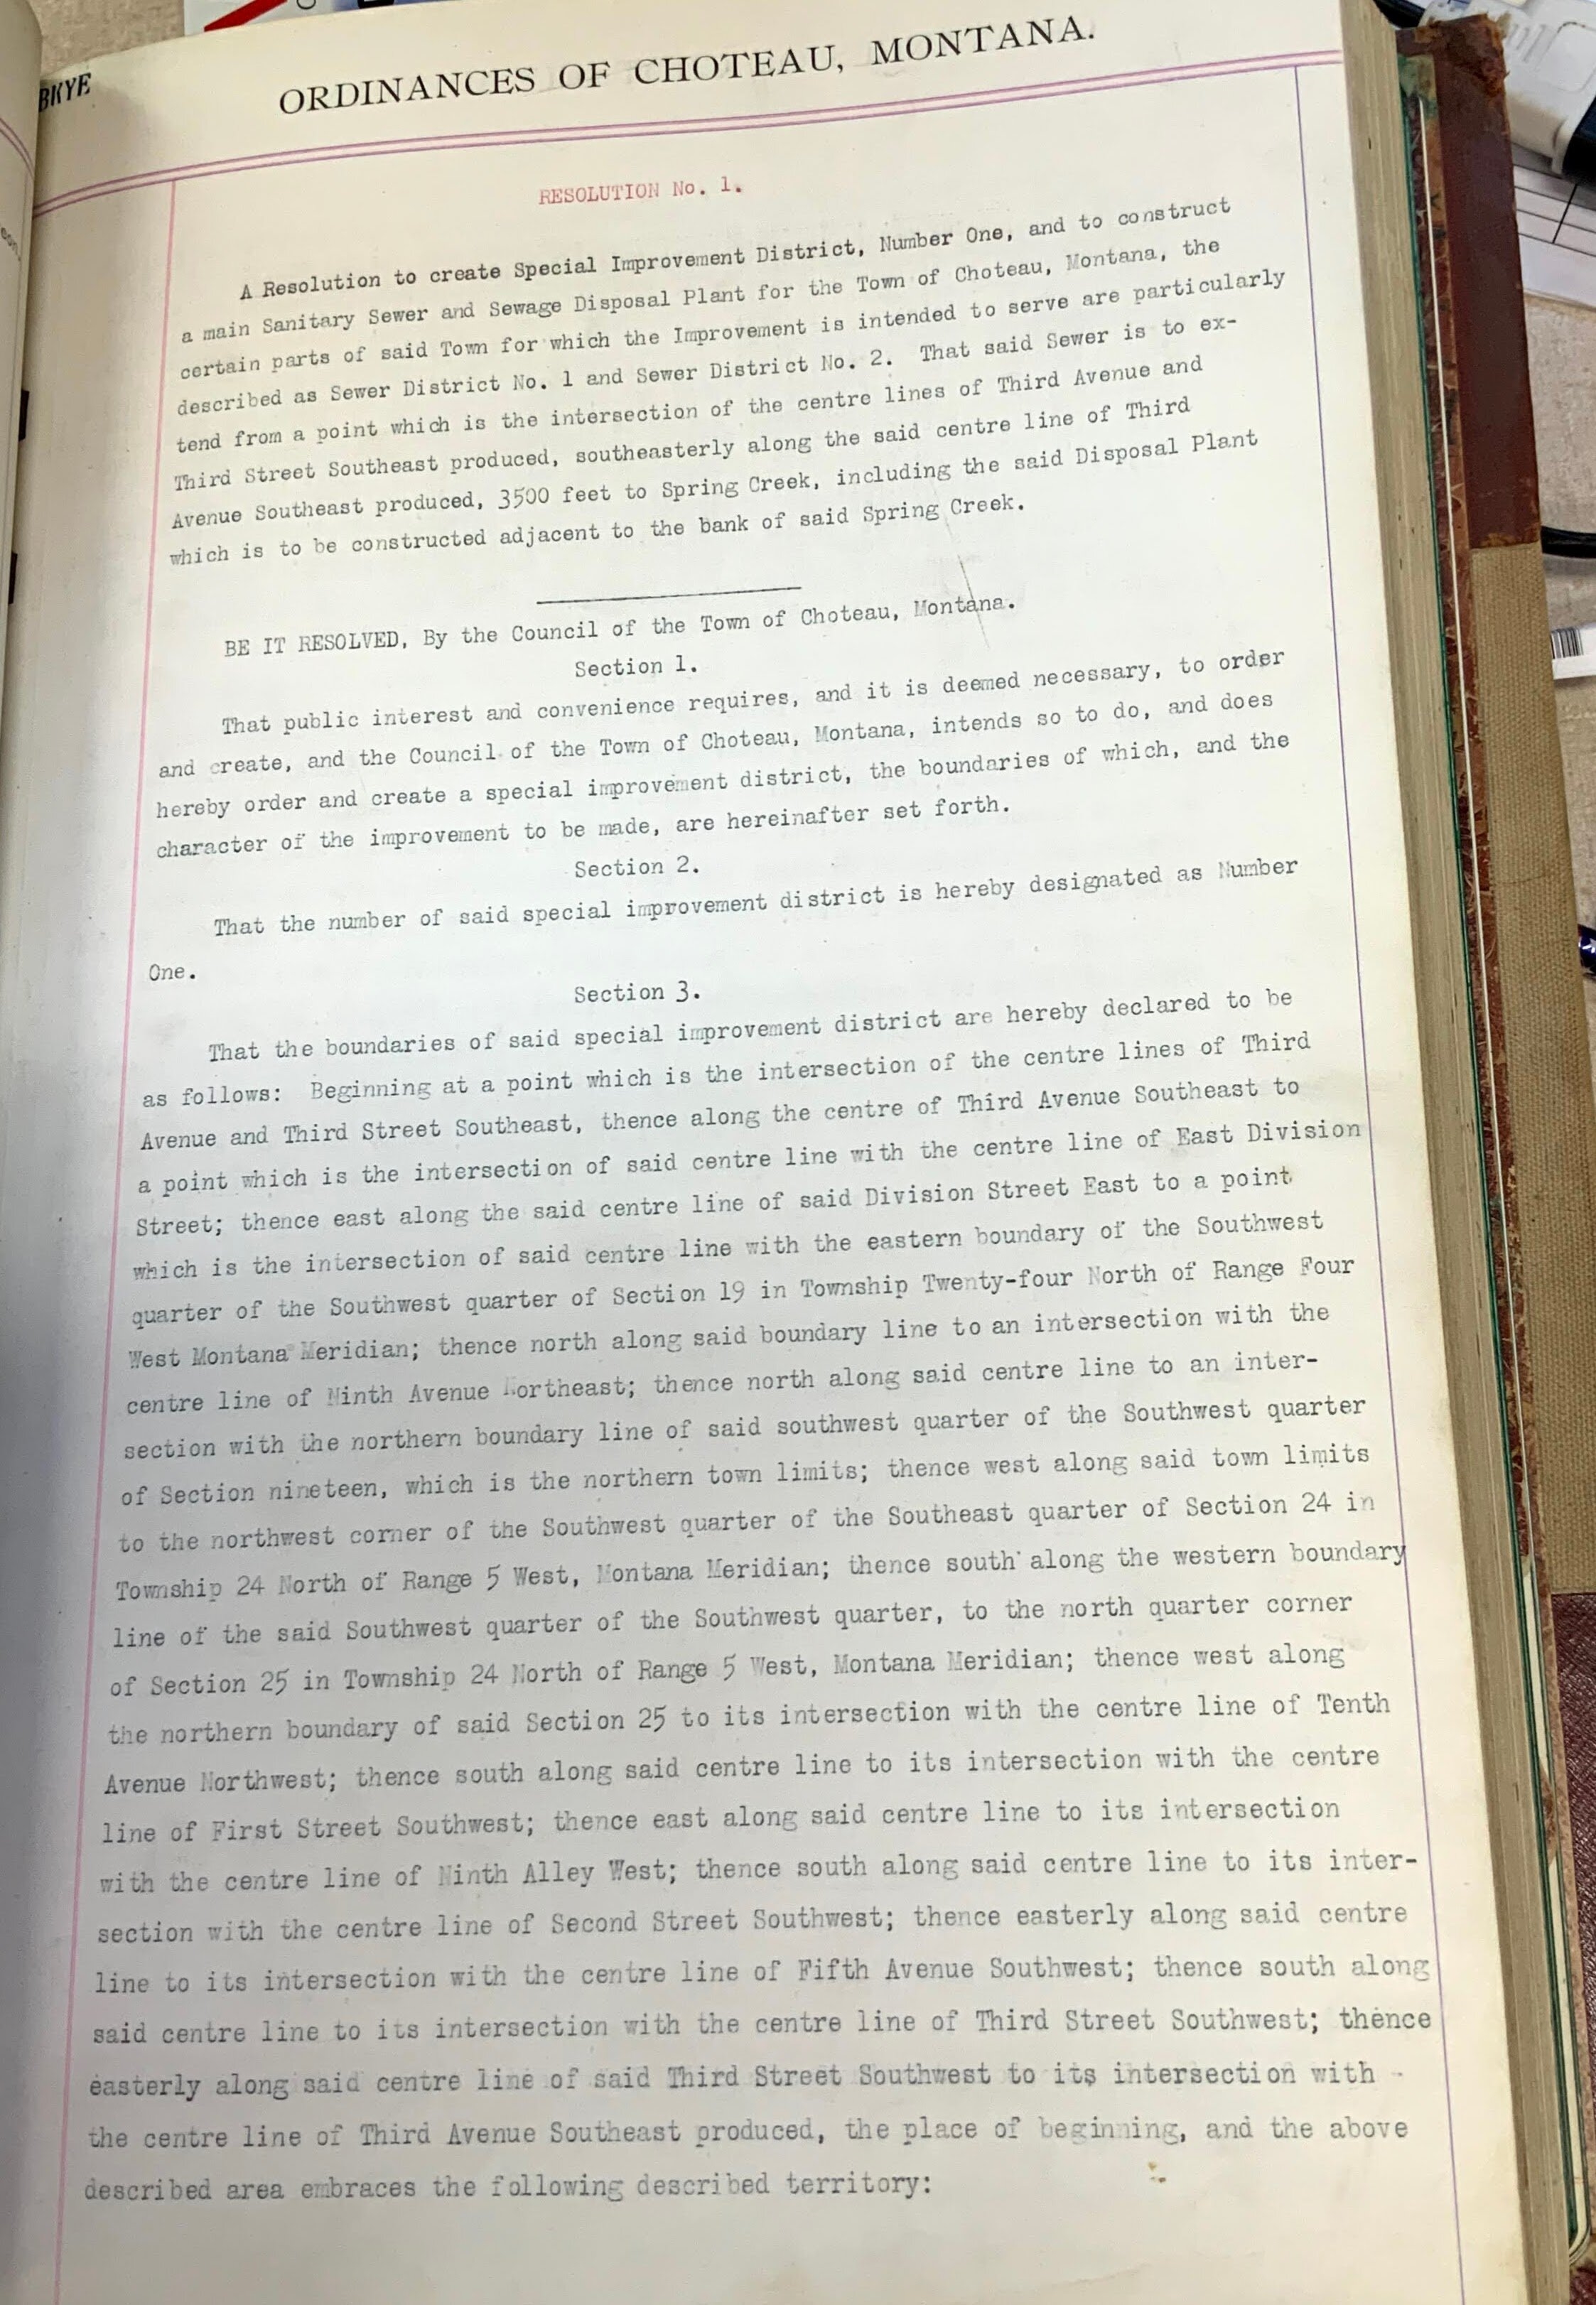 BKYE
ORDINANCES OF CHOTEAU, MONTANA.
RESOLUTION No. 1.
A Resolution to create Special Improvement District, Number One, and to construct
a main Sanitary Sewer and Sewage Disposal Plant for the Town of Choteau, Montana, the
certain parts of said Town for which the Improvement is intended to serve are particularly
described as Sewer District No. 1 and Sewer District No. 2. That said Sewer is to ex-
tend from a point which is the intersection of the centre lines of Third Avenue and
Third Street Southeast produced, southeasterly along the said centre line of Third
Avenue Southeast produced, 3500 feet to Spring Creek, including the said Disposal Plant
which is to be constructed adjacent to the bank of said Spring Creek.
BE IT RESOLVED, By the Council of the Town of Choteau, Montana.
Section 1.
That public interest and convenience requires, and it is deemed necessary, to order
and create, and the Council of the Town of Choteau, Montana, intends so to do, and does
hereby order and create a special improvement district, the boundaries of which, and the
character of the improvement to be made, are hereinafter set forth.
Section 2.
That the number of said special improvement district is hereby designated as Number
One.
Section 3.
That the boundaries of said special improvement district are hereby declared to be
as follows: Beginning at a point which is the intersection of the centre lines of Third
Avenue and Third Street Southeast, thence along the centre of Third Avenue Southeast to
a point which is the intersection of said centre line with the centre line of East Division
Street; thence east along the said centre line of said Division Street East to a point
which is the intersection of said centre line with the eastern boundary of the Southwest
quarter of the Southwest quarter of Section 19 in Township Twenty-four North of Range Four
West Montana Meridian; thence north along said boundary line to an intersection with the
centre line of Ninth Avenue Northeast; thence north along said centre line to an inter-
section with the northern boundary line of said southwest quarter of the Southwest quarter
of Section nineteen, which is the northern town limits; thence west along said town limits
to the northwest corner of the Southwest quarter of the Southeast quarter of Section 24 in
Township 24 North of Range 5 West, Montana Meridian; thence south along the western boundary
line of the said Southwest quarter of the Southwest quarter, to the north quarter corner
of Section 25 in Township 24 North of Range 5 West, Montana Meridian; thence west along
the northern boundary of said Section 25 to its intersection with the centre line of Tenth
Avenue Northwest; thence south along said centre line to its intersection with the centre
line of First Street Southwest; thence east along said centre line to its intersection
with the centre line of Ninth Alley West; thence south along said centre line to its inter-
section with the centre line of Second Street Southwest; thence easterly along said centre
line to its intersection with the centre line of Fifth Avenue Southwest; thence south along
said centre line to its intersection with the centre line of Third Street Southwest; thence
easterly along said centre line of said Third Street Southwest to its intersection with
the centre line of Third Avenue Southeast produced, the place of beginning, and the above
described area embraces the following described territory: